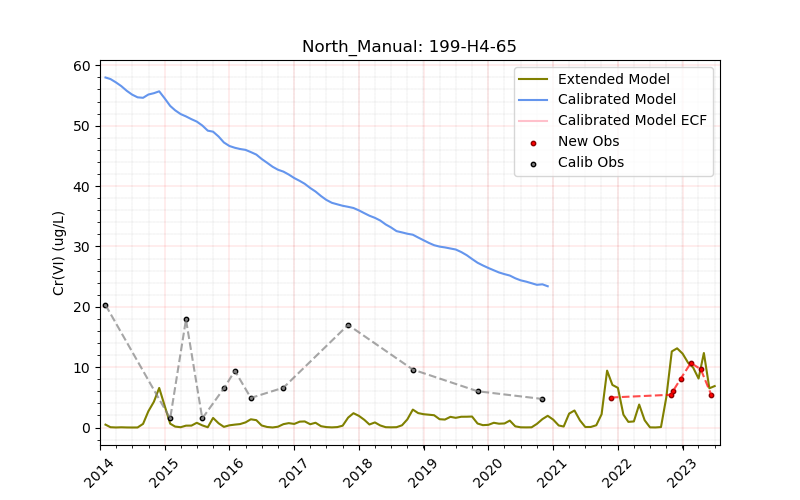 North_Manual: 199-H4-65
Cr(VI) (ug/L)
60
50
40
30
20
10
0
Extended Model
Calibrated Model
Calibrated Model ECF
New Obs
Calib Obs
2014
2015
2016
2017
2018
2019
2020
2021
2022
2023